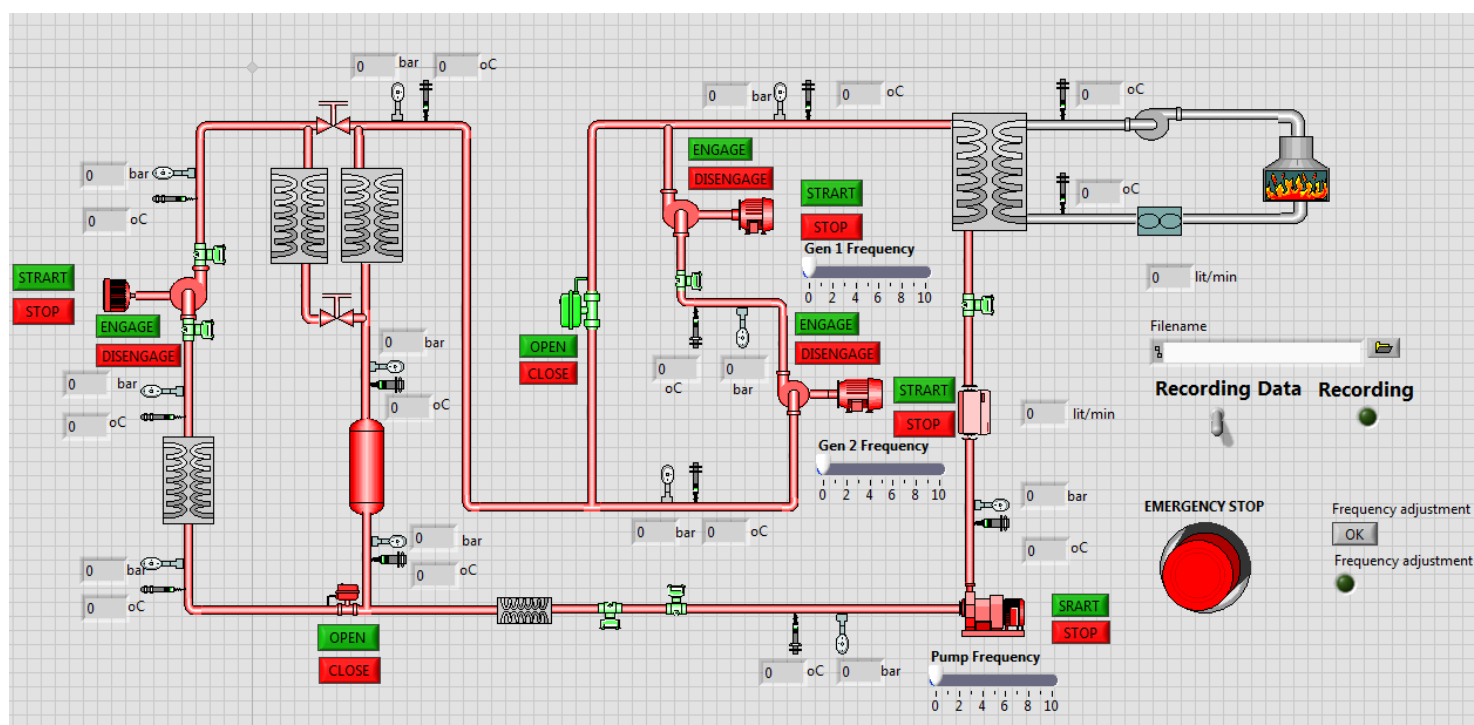 0 bar 0 oC
0 bar 0 oC
0 oC
ENGAGE
DISENGAGE
0 bar
0 oC
STRART
STOP
0 oC
Gen 1 Frequency
0 2 4 6 8 10
STRART
STOP
ENGAGE
DISENGAGE
0 lit/min
ENGAGE
DISENGAGE
Filename
0 bar
OPEN
CLOSE
0 oC
0 bar
0 bar
0 oC
0 oC
STRART
STOP
Recording Data
Recording
0 lit/min
Gen 2 Frequency
0 2 4 6 8 10
0 bar
0 oC
EMERGENCY STOP
Frequency adjustment
OK
Frequency adjustment
0 bar 0 oC
0 bar
0 oC
0 bar
0 oC
OPEN
CLOSE
SRART
STOP
0 oC 0 bar
Pump Frequency
0 2 4 6 8 10